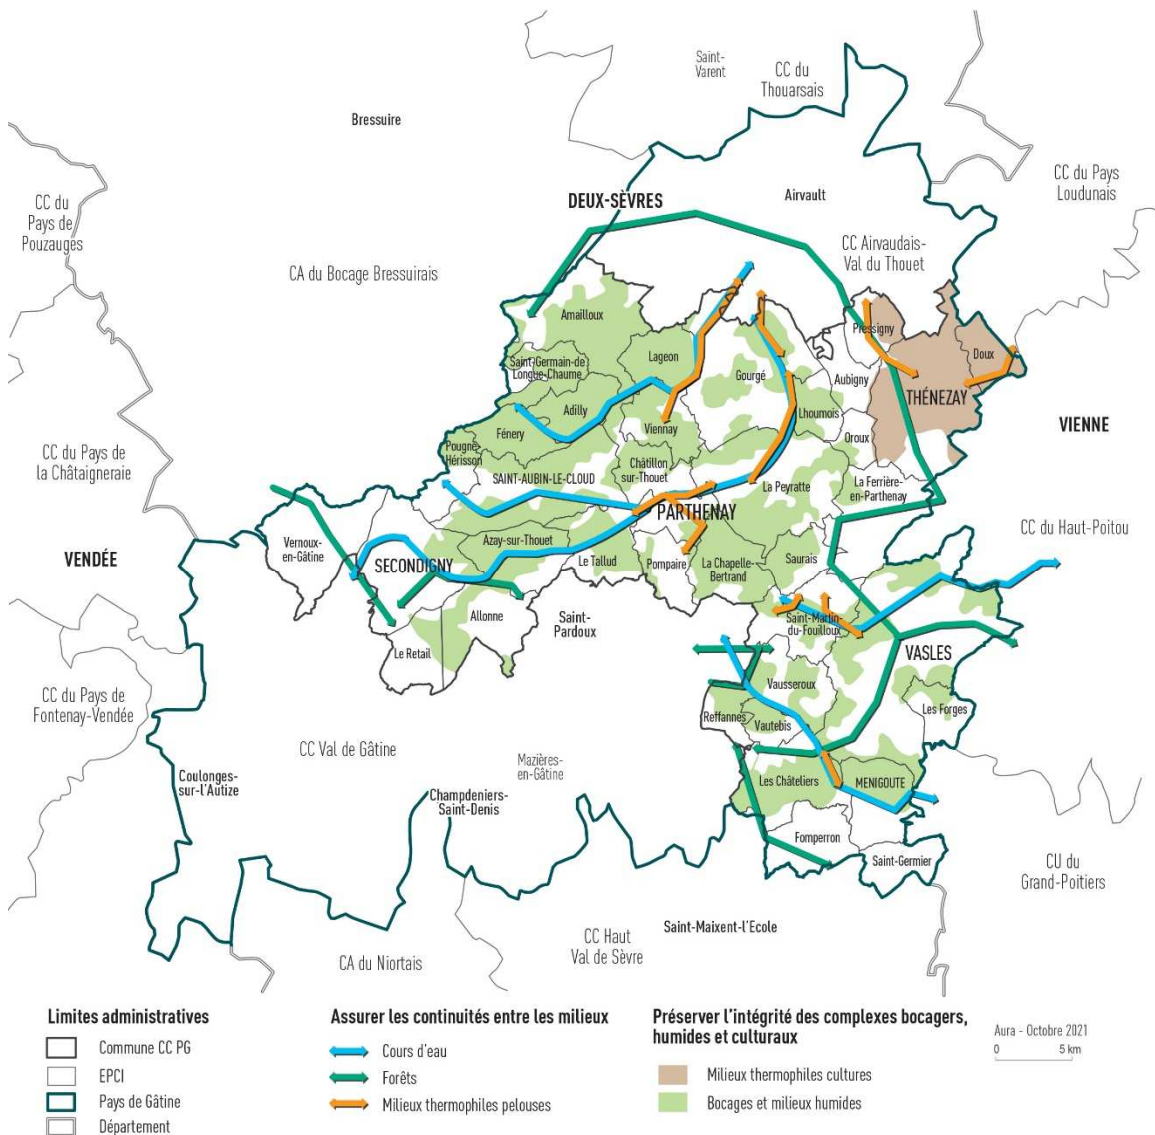 Saint-
Varent
CC du
Thouarsais
Bressuire
CC du Pays
Loudunais
CC du
Pays de
Pouzauges
DEUX-SÈVRES
Airvault
CC Airvaudais-
Val du Thouet
CA du Bocage Bressuirais
Amailloux
Pressigny
Doux
Saint-Germain-de
Longue-Chaume
Lageon
Gourgé
Aubigny
THÉNEZAY
Adilly
Lhoumois
VIENNE
Fénery
Viennay
Oroux
Pougne-
Hérisson
CC du Pays de
la Châtaigneraie
SAINT-AUBIN-LE-CLOUD
Châtillon
sur-Thouet
La Peyratte
La Ferrière-
en-Parthenay
PARTHENAY
CC du Haut-Poitou
Vernoux-
en-Gâtine
Azay-sur-Thouet
VENDÉE
SECONDIGNY
Le Tallud
Pompaire
La Chapelle-
Bertrand
Saurais
Allonne
Saint-
Pardoux
Saint-Martin-
du-Fouilloux
Le Retail
VASLES
CC du Pays de
Fontenay-Vendée
Vausseroux
Reffannes
Vautebis
Les Forges
CC Val de Gâtine
Mazières-
en-Gâtine
Coulonges-
sur-l'Autize
Champdeniers-
Saint-Denis
Les Châteliers
MENIGOUTE
Fomperron
Saint-Germier
CU du
Grand-Poitiers
Saint-Maixent-l'Ecole
CC Haut
Val de Sèvre
CA du Niortais
Limites administratives
Commune CC PG
EPCI
Pays de Gâtine
Département
Assurer les continuités entre les milieux
Cours d'eau
Forêts
Milieux thermophiles pelouses
Préserver l'intégrité des complexes bocagers,
humides et culturaux
Milieux thermophiles cultures
Bocages et milieux humides
Aura - Octobre 2021
0 5 km